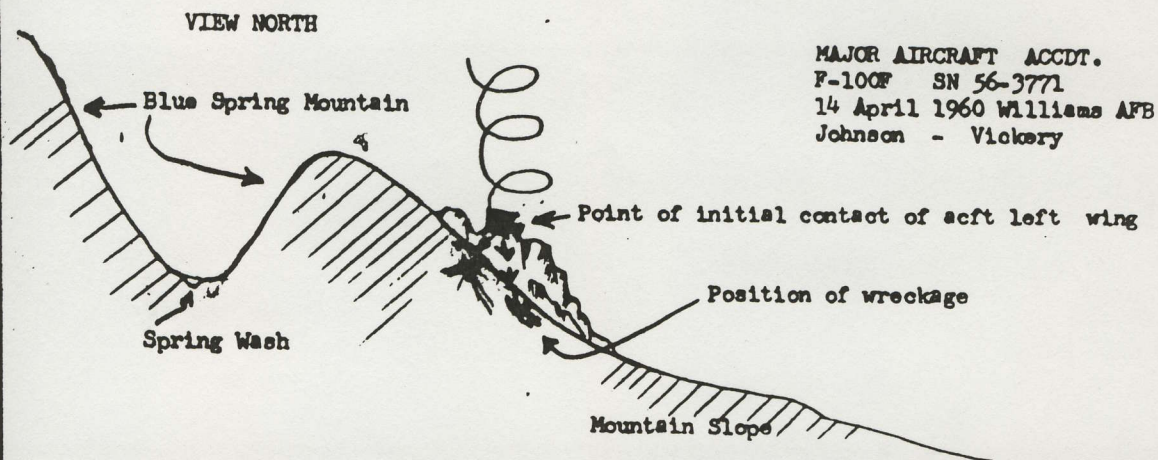 VIEW NORTH
MAJOR AIRCRAFT ACCDT.
F-100F SN 56-3771
14 April 1960 Williams AFB
Johnson - Vickery
Blue Spring Mountain
Point of initial contact of acft left wing
Position of wreckage
Spring Wash
Mountain Slope